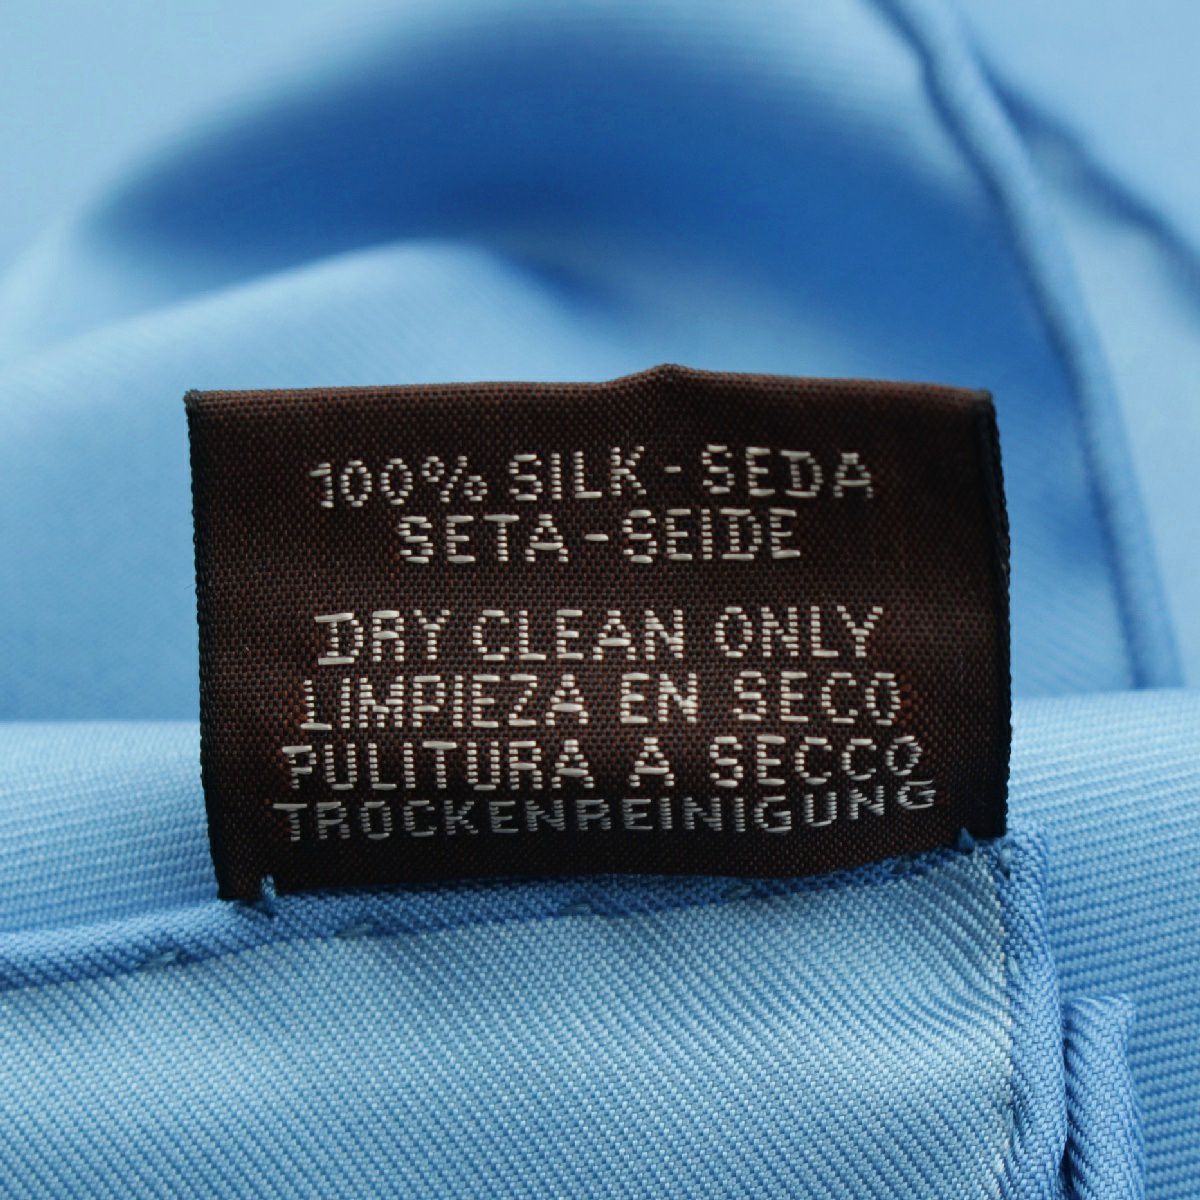 100% SILK - SEDA
SETA - SEIDE
DRY CLEAN ONLY
LIMPIEZA EN SECO
PULITURA A SECCO
TROCKENREINIGUNG